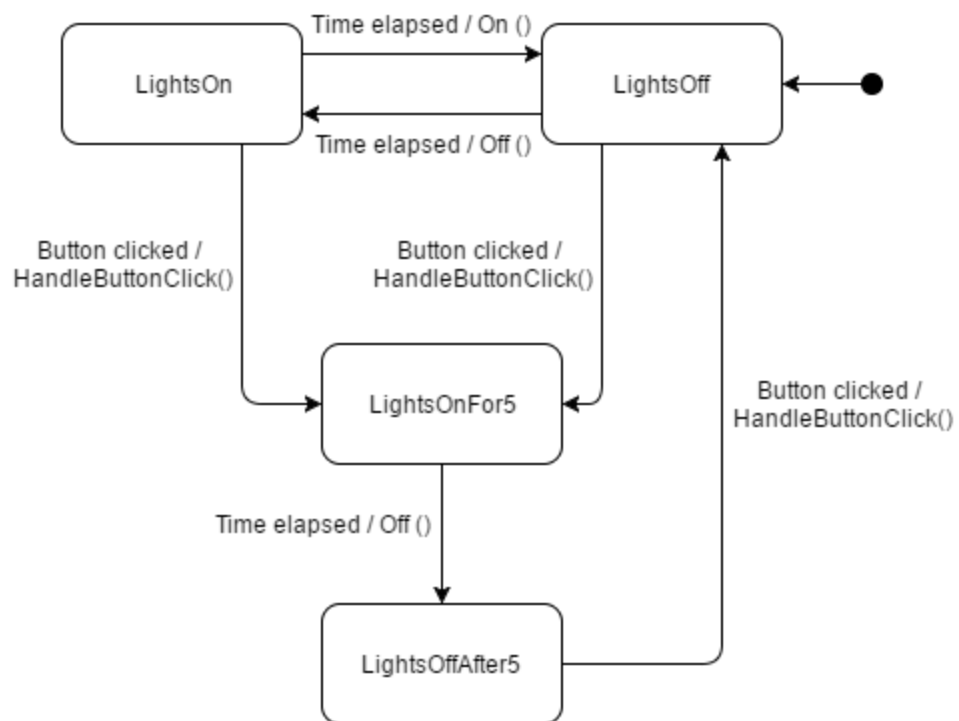 Time elapsed / On ()
LightsOn
LightsOff
Time elapsed / Off ()
Button clicked /
HandleButtonClick()
Button clicked /
HandleButtonClick()
LightsOnFor5
Button clicked /
HandleButtonClick()
Time elapsed / Off ()
LightsOffAfter5